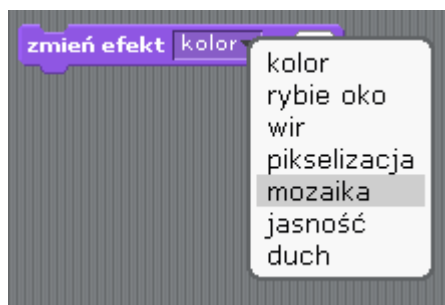 zmień efekt kolor
kolor
rybie oko
wir
pikselizacja
mozaika
jasność
duch